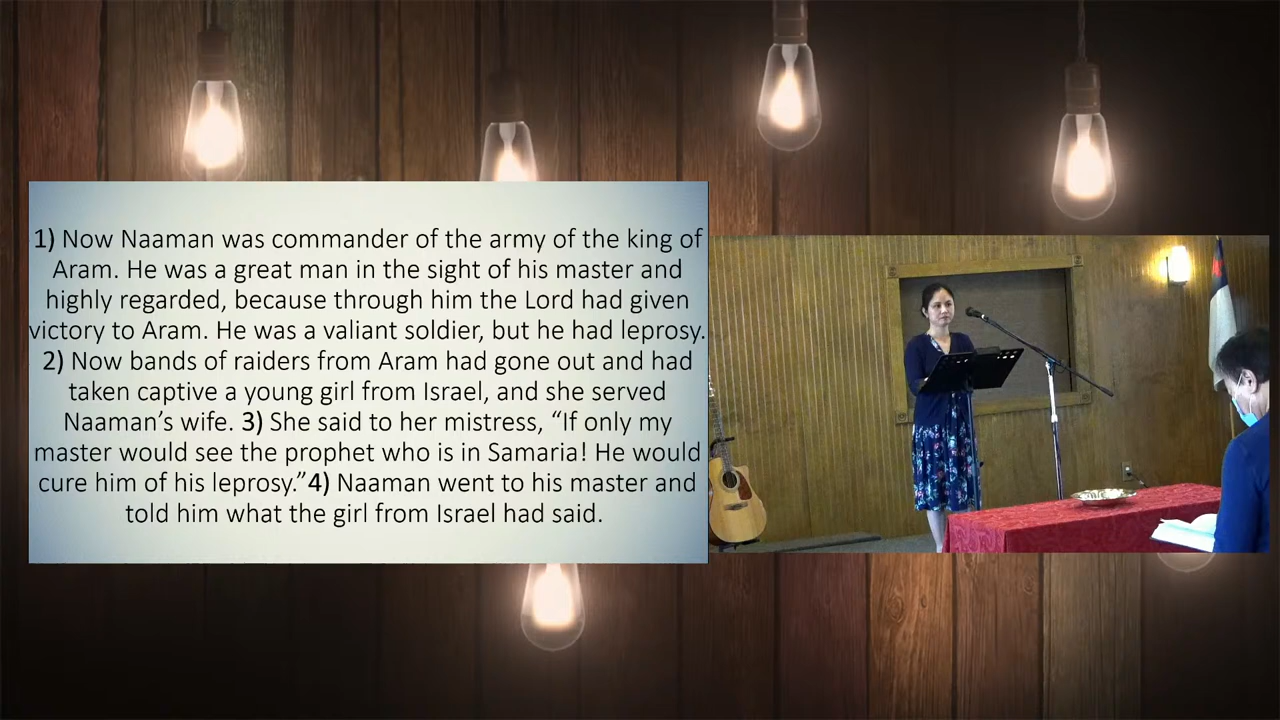 1) Now Naaman was commander of the army of the king of
Aram. He was a great man in the sight of his master and
highly regarded, because through him the Lord had given
victory to Aram. He was a valiant soldier, but he had leprosy.
2) Now bands of raiders from Aram had gone out and had
taken captive a young girl from Israel, and she served
Naaman’s wife. 3) She said to her mistress, “If only my
master would see the prophet who is in Samaria! He would
cure him of his leprosy.”4) Naaman went to his master and
told him what the girl from Israel had said.